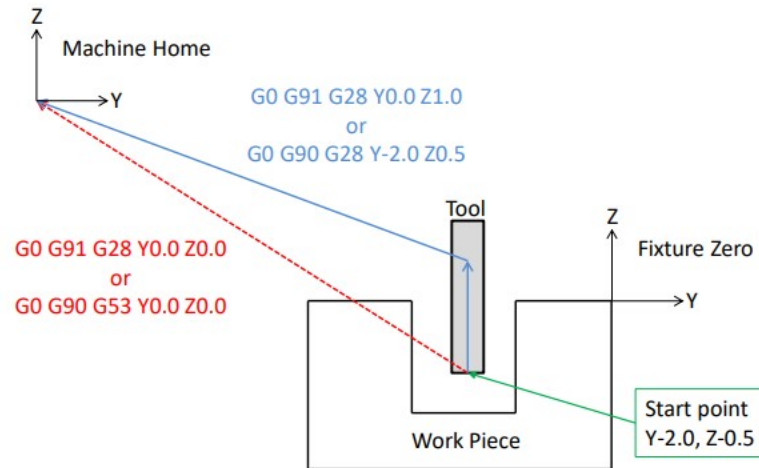 Z
Machine Home
Y
G0 G91 G28 Y0.0 Z1.0
or
G0 G90 G28 Y-2.0 Z0.5
Tool
Z
G0 G91 G28 Y0.0 Z0.0
or
G0 G90 G53 Y0.0 Z0.0
Fixture Zero
Y
Start point
Y-2.0, Z-0.5
Work Piece